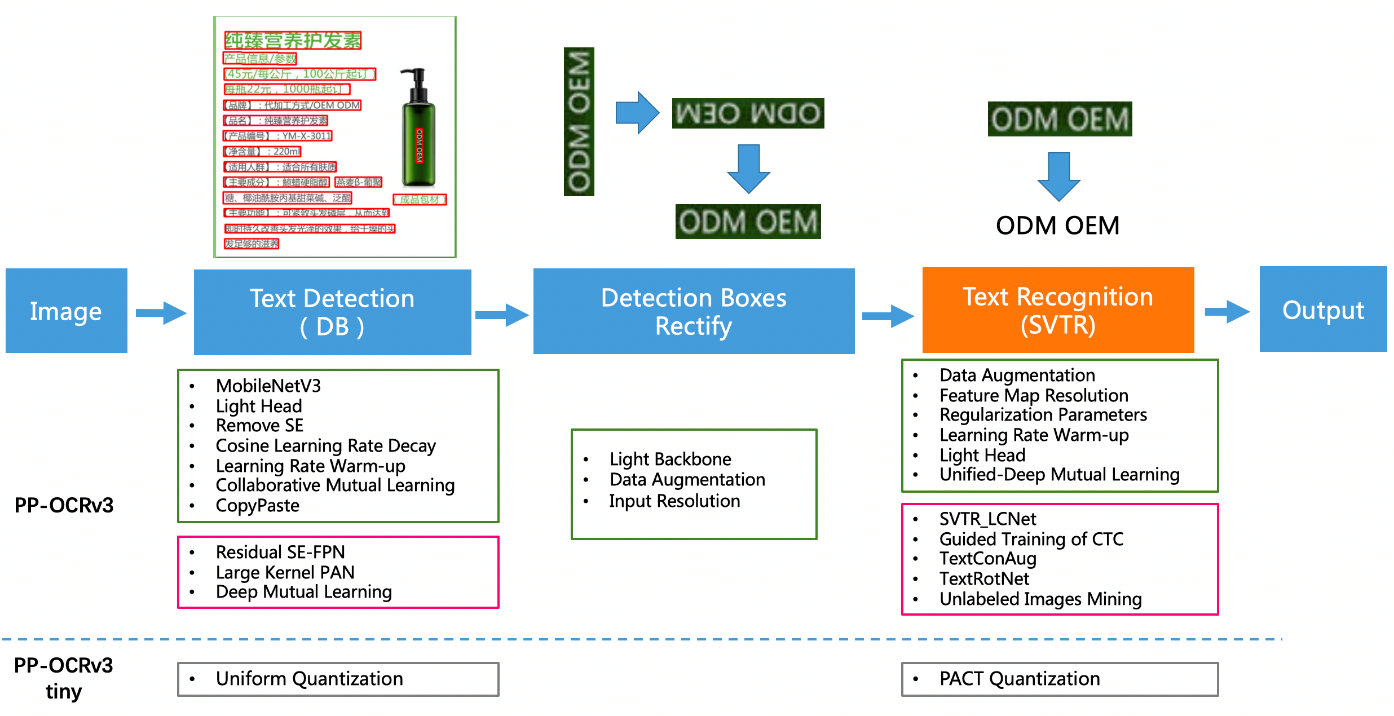 纯臻营养护发素
产品信息/参数
（45元/每公斤，100公斤起订）
每瓶22元，1000瓶起订）
【品牌】：代加工方式/OEM ODM
【品名】：纯臻营养护发素
【产品编号】：YM-X-3011
【净含量】：220ml
【适用人群】：适合所有肤质
【主要成分】：鲸蜡硬脂醇、燕麦β-葡聚
糖、椰油酰胺丙基甜菜碱、泛醌
【主要功能】：可紧致头发磷层，从而达到
即时持久改善头发光泽的效果，给干燥的头
发足够的滋养
ODM OEM
（成品包材）
ODM OEM
ODM OEM
ODM OEM
ODM OEM
ODM OEM
Image
Text Detection
( DB )
Detection Boxes
Rectify
Text Recognition
(SVTR)
Output
PP-OCRv3
• MobileNetV3
• Light Head
• Remove SE
• Cosine Learning Rate Decay
• Learning Rate Warm-up
• Collaborative Mutual Learning
• CopyPaste
• Residual SE-FPN
• Large Kernel PAN
• Deep Mutual Learning
• Light Backbone
• Data Augmentation
• Input Resolution
• Data Augmentation
• Feature Map Resolution
• Regularization Parameters
• Learning Rate Warm-up
• Light Head
• Unified-Deep Mutual Learning
• SVTR_LCNet
• Guided Training of CTC
• TextConAug
• TextRotNet
• Unlabeled Images Mining
PP-OCRv3
tiny
• Uniform Quantization
• PACT Quantization